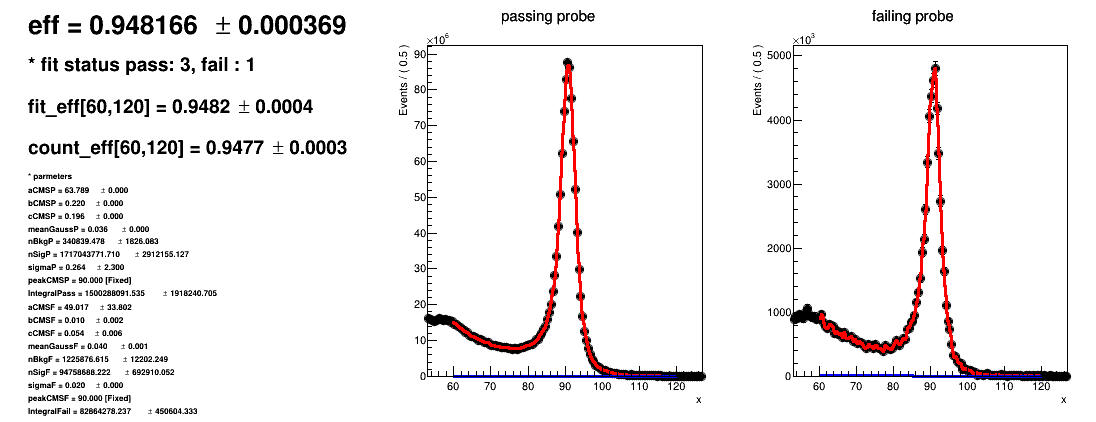 eff = 0.948166 ± 0.000369
* fit status pass: 3, fail : 1
fit_eff[60,120] = 0.9482 ± 0.0004
count_eff[60,120] = 0.9477 ± 0.0003
* parmeters
aCMSP = 63.789 ± 0.000
bCMSP = 0.220 ± 0.000
cCMSP = 0.196 ± 0.000
meanGaussP = 0.036 ± 0.000
nBkgP = 340839.478 ± 1826.083
nSigP = 1717043771.710 ± 2912155.127
sigmaP = 0.264 ± 2.300
peakCMSP = 90.000 [Fixed]
IntegralPass = 1500288091.535 ± 1918240.705
aCMSF = 49.017 ± 33.802
bCMSF = 0.010 ± 0.002
cCMSF = 0.054 ± 0.006
meanGaussF = 0.040 ± 0.001
nBkgF = 1225876.615 ± 12202.249
nSigF = 94758668.222 ± 692910.052
sigmaF = 0.020 ± 0.000
peakCMSF = 90.000 [Fixed]
IntegralFail = 82864278.237 ± 450604.333
passing probe
×10⁶
Events / ( 0.5 )
90
80
70
60
50
40
30
20
10
0
60 70 80 90 100 110 120
x
failing probe
×10³
Events / ( 0.5 )
5000
4000
3000
2000
1000
0
60 70 80 90 100 110 120
x